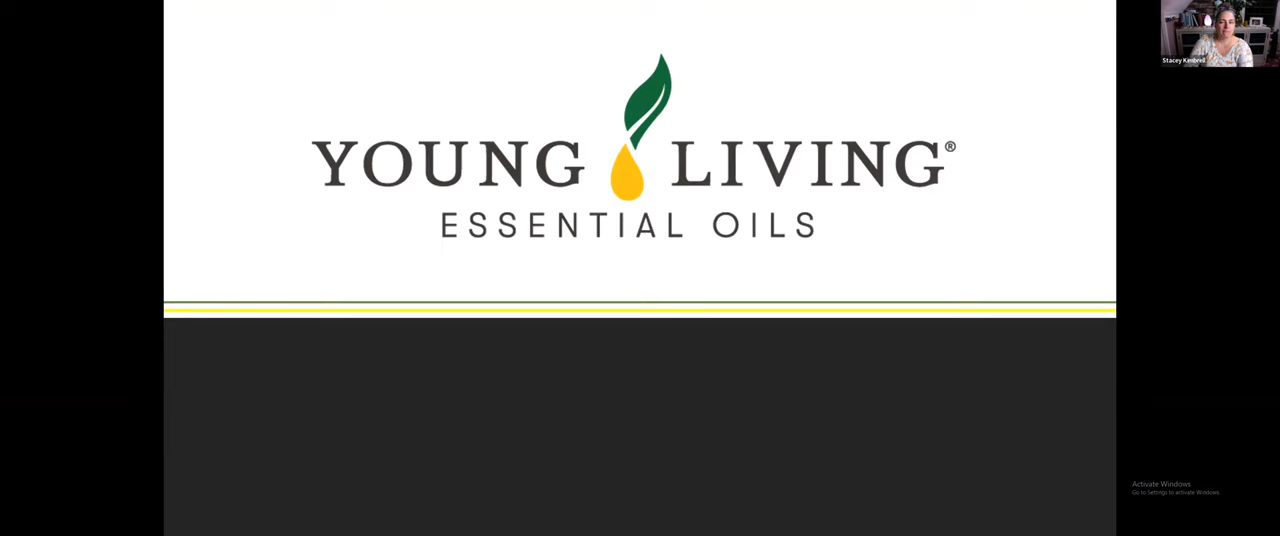 YOUNG LIVING®
ESSENTIAL OILS
Stacey Kimbrell
Activate Windows
Go to Settings to activate Windows.